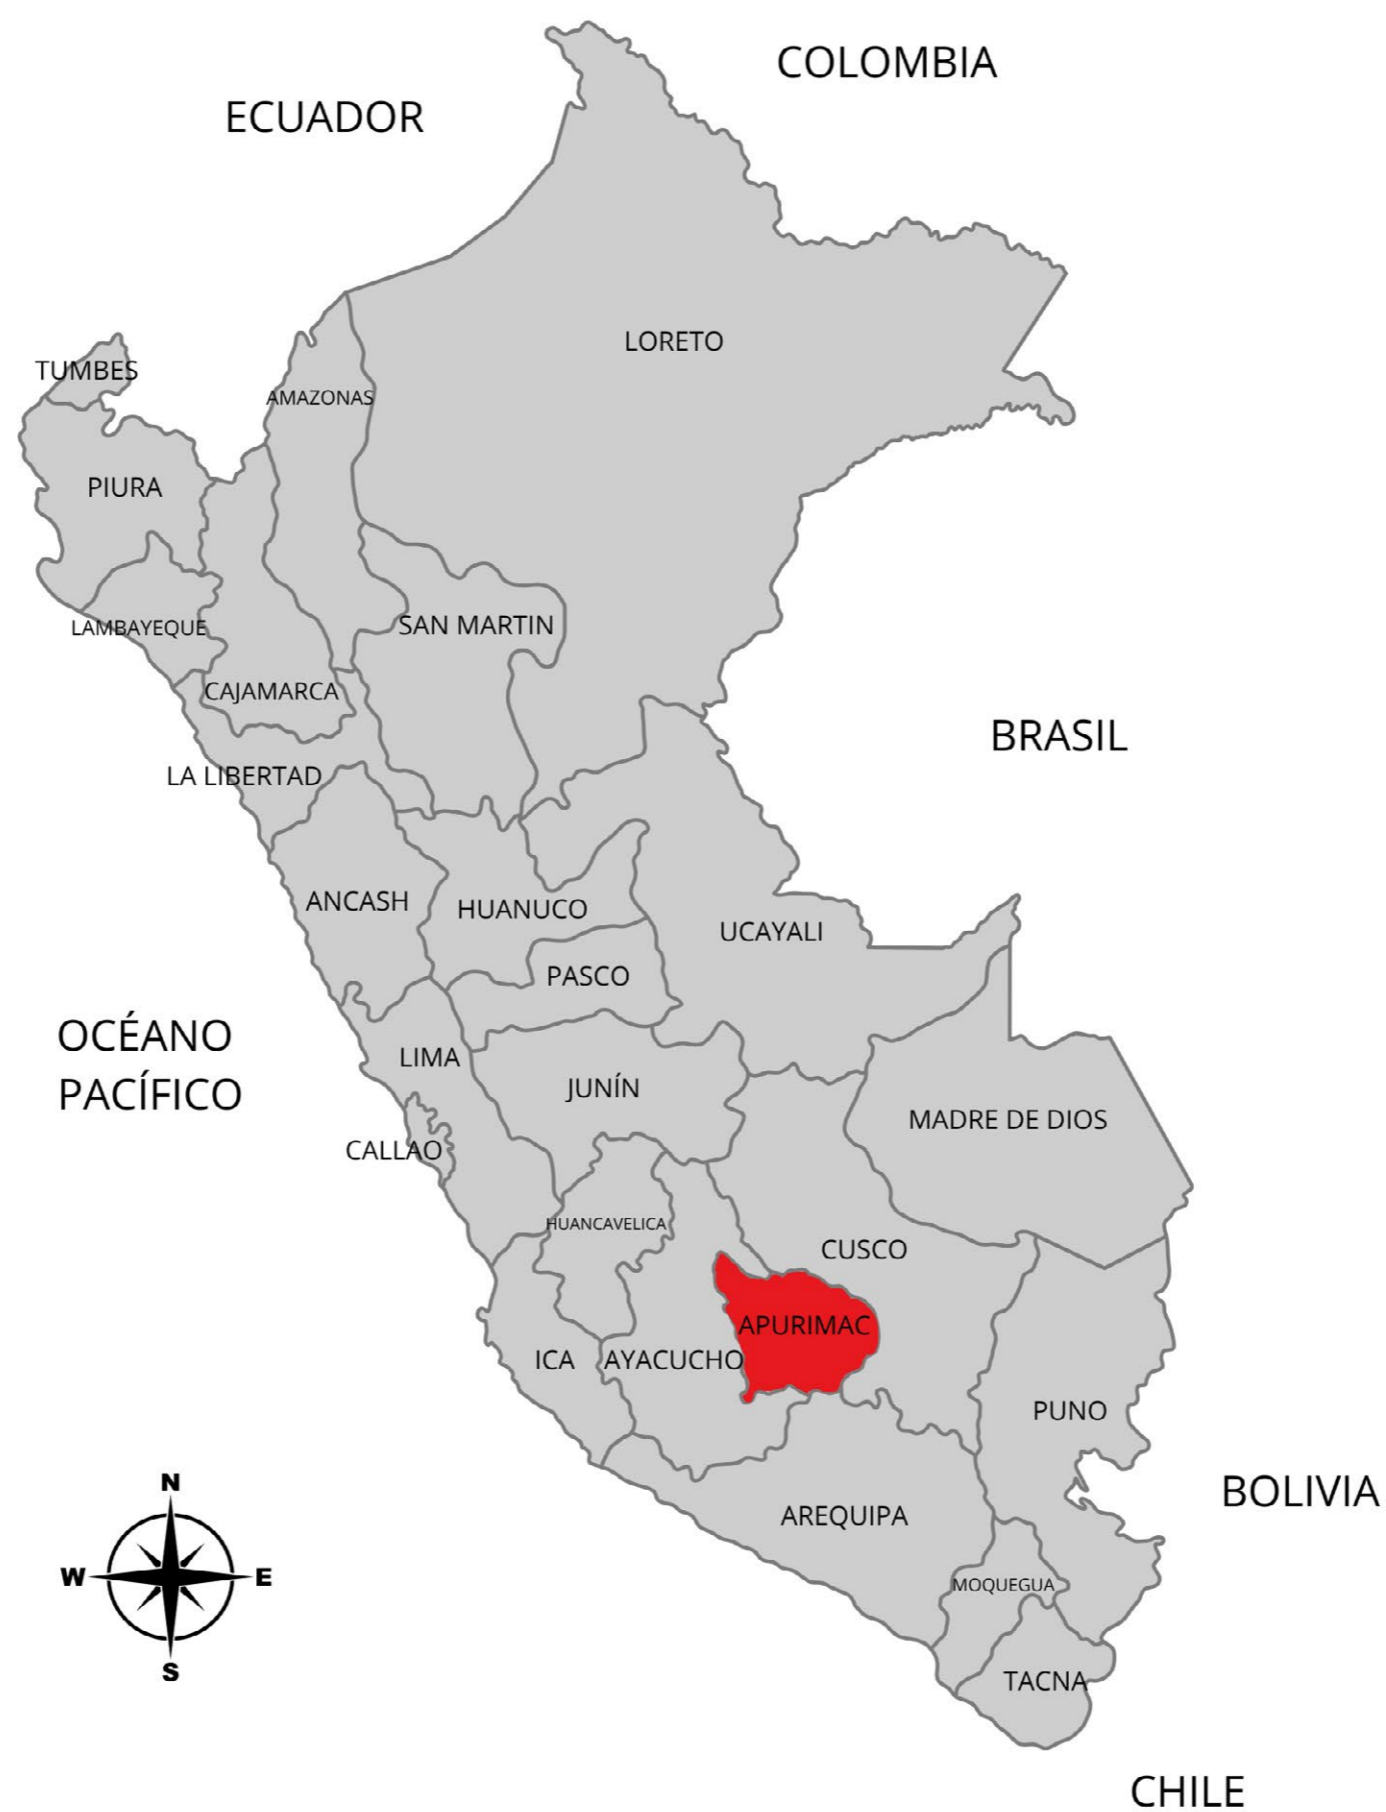 COLOMBIA
ECUADOR
LORETO
TUMBES
AMAZONAS
PIURA
SAN MARTIN
LAMBAYEQUE
CAJAMARCA
BRASIL
LA LIBERTAD
ANCASH
HUANUCO
UCAYALI
PASCO
OCÉANO
PACÍFICO
LIMA
JUNÍN
MADRE DE DIOS
CALLAO
HUANCAVELICA
CUSCO
APURIMAC
ICA
AYACUCHO
PUNO
N
BOLIVIA
AREQUIPA
W
E
MOQUEGUA
S
TACNA
CHILE